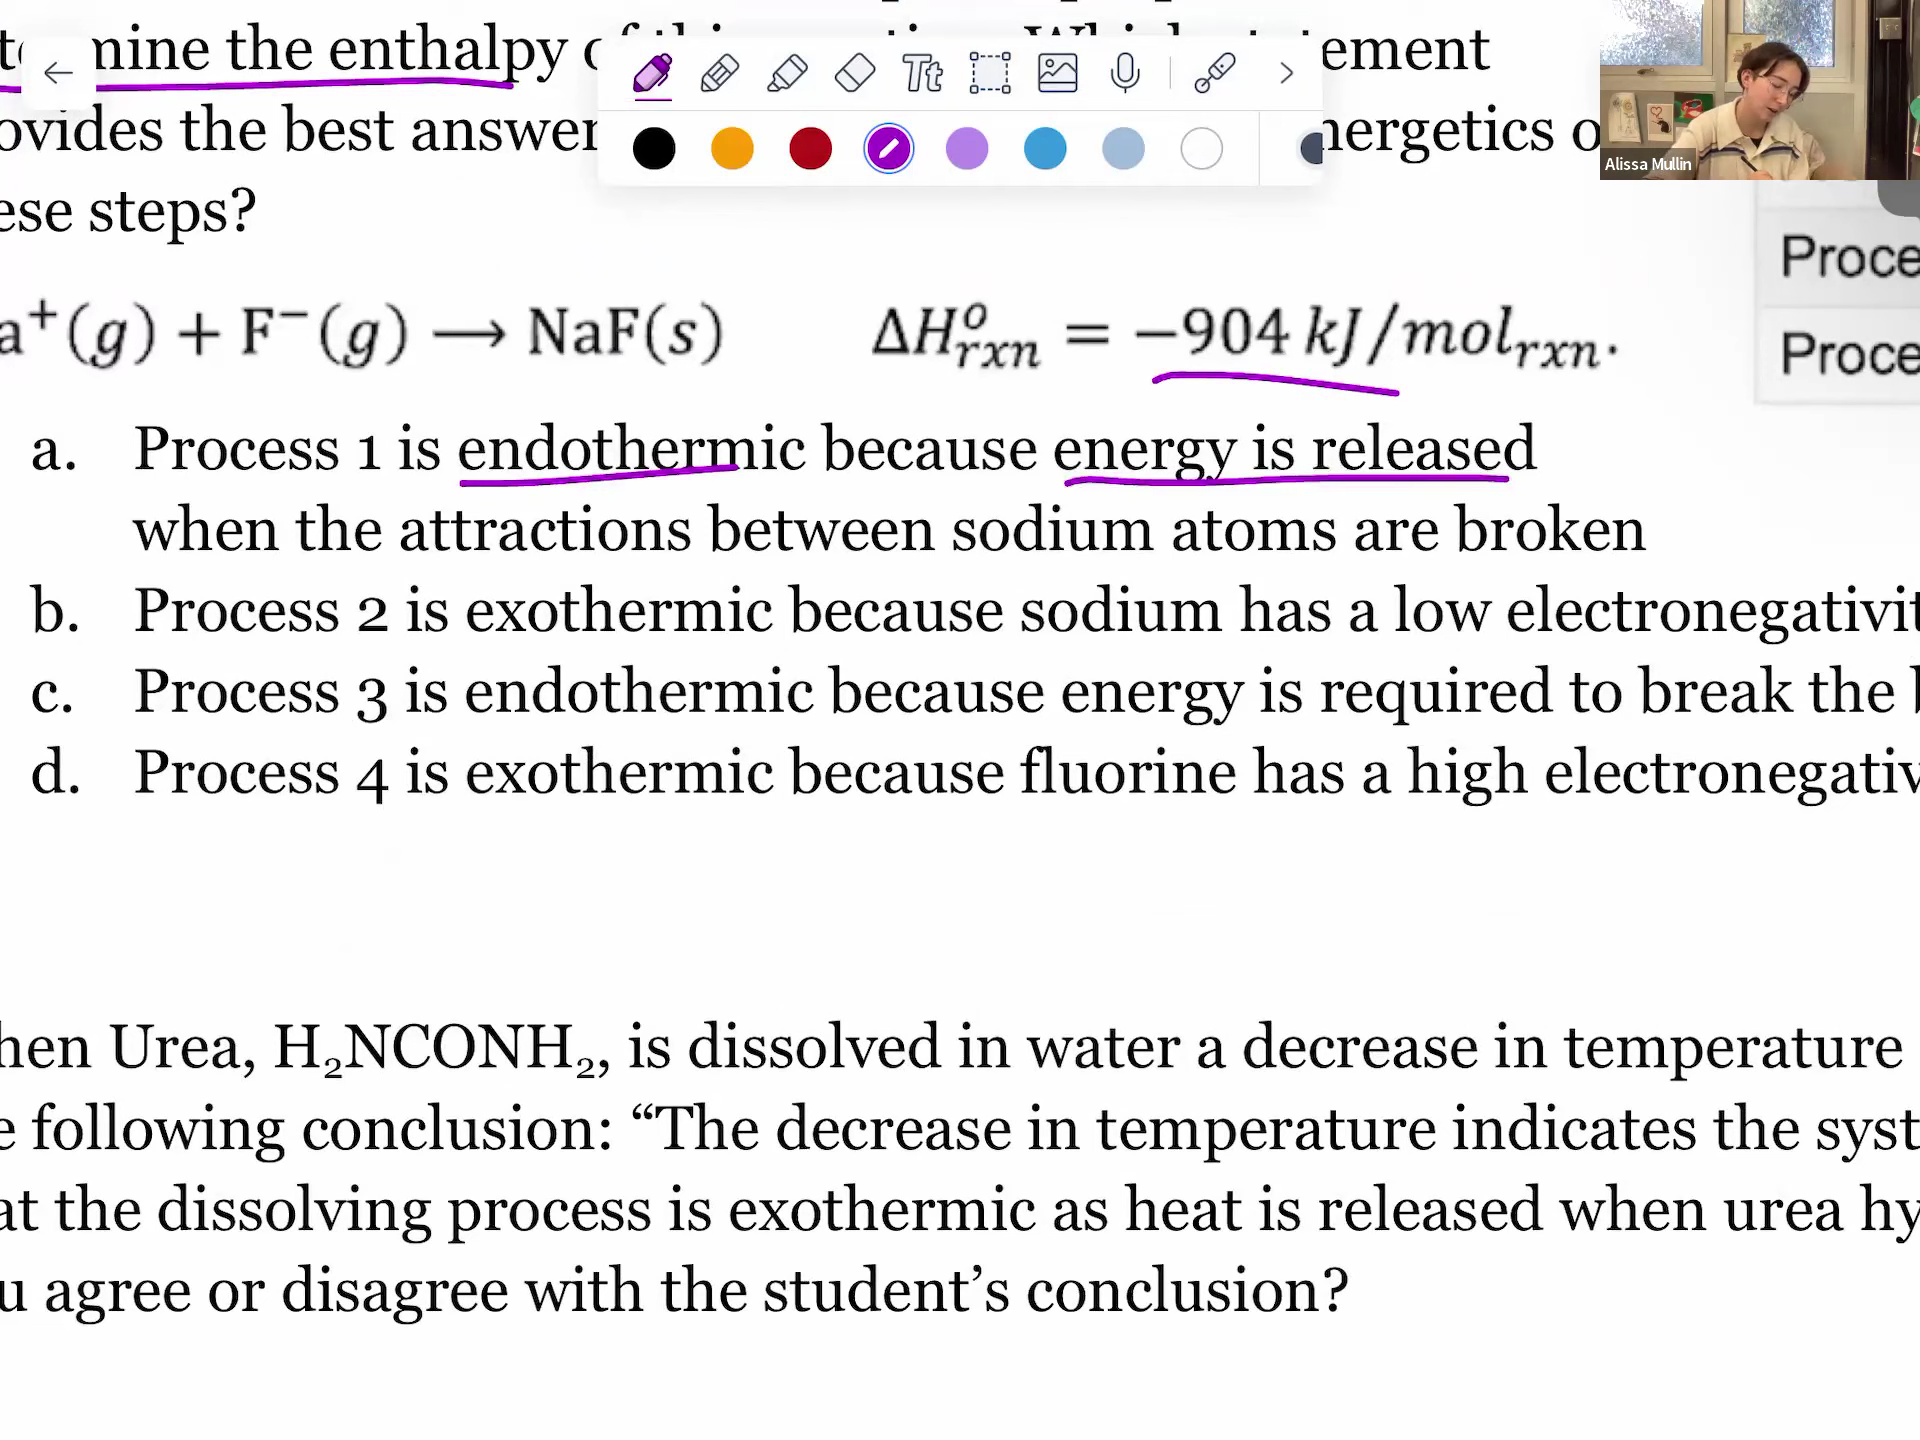 mine the enthalpy
ement
ovides the best answer
nergetics o
ese steps?
a⁺(g) + F⁻(g) ⟶ NaF(s)    ΔH°rxn = −904 kJ/molrxn.
a. Process 1 is endothermic because energy is released
when the attractions between sodium atoms are broken
b. Process 2 is exothermic because sodium has a low electronegativit
c. Process 3 is endothermic because energy is required to break the
d. Process 4 is exothermic because fluorine has a high electronegativ
hen Urea, H₂NCONH₂, is dissolved in water a decrease in temperature
e following conclusion: “The decrease in temperature indicates the syst
at the dissolving process is exothermic as heat is released when urea hy
u agree or disagree with the student’s conclusion?
Tt
Alissa Mullin
Proce
Proce